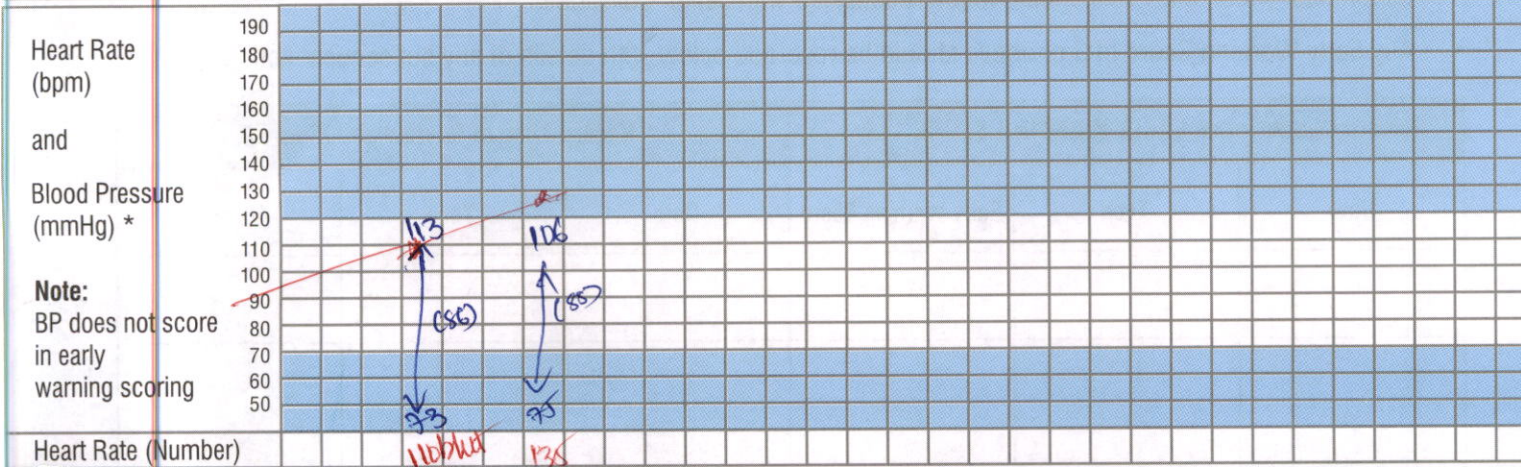 190
Heart Rate 180
(bpm) 170
160
and 150
140
Blood Pressure 130
(mmHg) * 120
113 106
110
100
Note: 90
BP does not score 80
(86) (85)
in early 70
warning scoring 60
50
73 75
Heart Rate (Number) 110 135